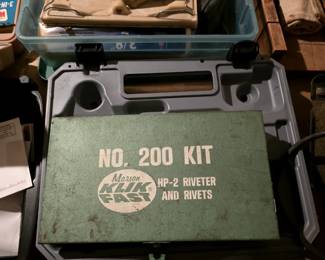 NO. 200 KIT
Marson
KLIK-
FAST
HP-2 RIVETER
AND RIVETS